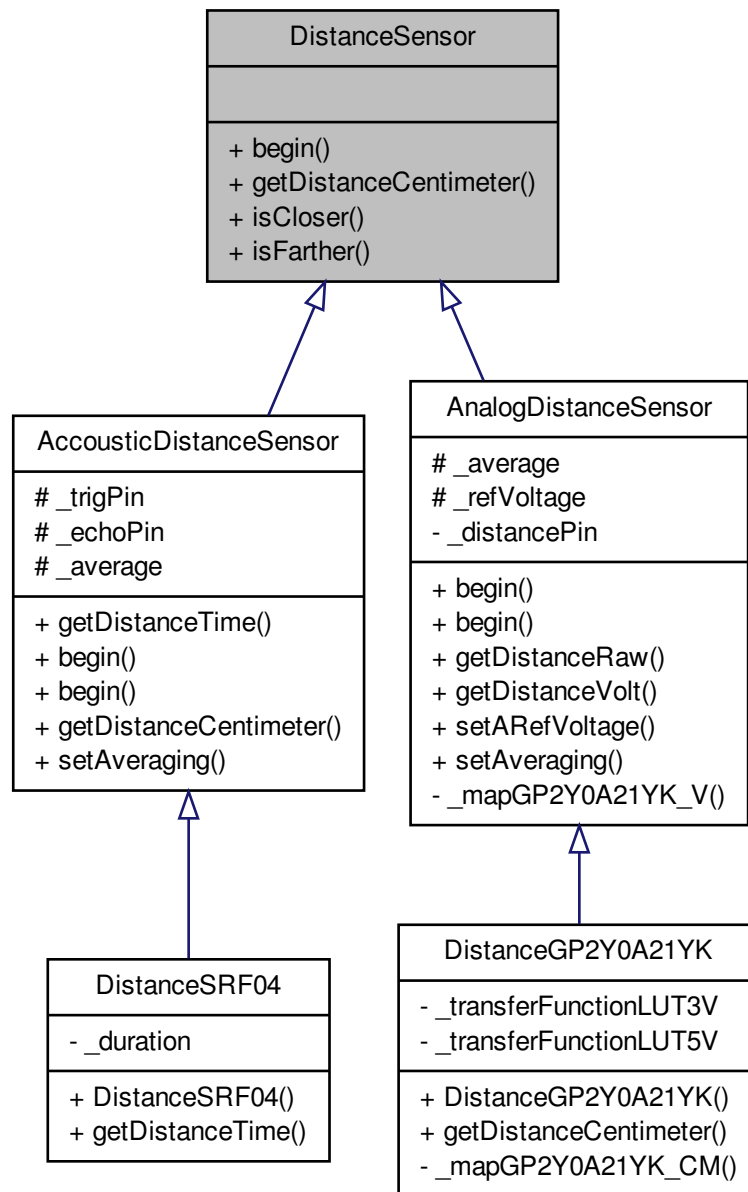 DistanceSensor
+ begin()
+ getDistanceCentimeter()
+ isCloser()
+ isFarther()
AccousticDistanceSensor
# _trigPin
# _echoPin
# _average
+ getDistanceTime()
+ begin()
+ begin()
+ getDistanceCentimeter()
+ setAveraging()
AnalogDistanceSensor
# _average
# _refVoltage
- _distancePin
+ begin()
+ begin()
+ getDistanceRaw()
+ getDistanceVolt()
+ setARefVoltage()
+ setAveraging()
- _mapGP2Y0A21YK_V()
DistanceSRF04
- _duration
+ DistanceSRF04()
+ getDistanceTime()
DistanceGP2Y0A21YK
- _transferFunctionLUT3V
- _transferFunctionLUT5V
+ DistanceGP2Y0A21YK()
+ getDistanceCentimeter()
- _mapGP2Y0A21YK_CM()